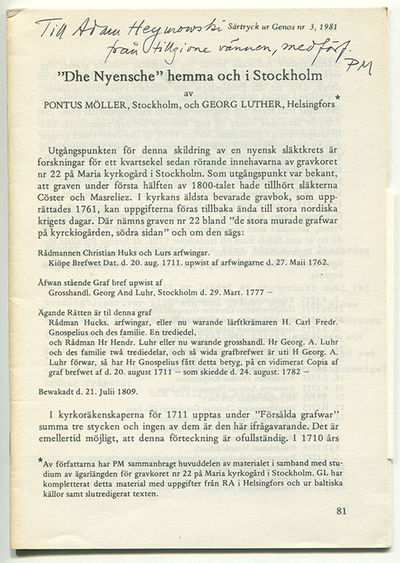 Till Adam Heymowski Särtryck ur Genos nr 3, 1981
från tillgivne vännen, medförf.
PM
”Dhe Nyensche” hemma och i Stockholm
av
PONTUS MÖLLER, Stockholm, och GEORG LUTHER, Helsingfors*
Utgångspunkten för denna skildring av en nyensk släktkrets är
forskningar för ett kvartsekel sedan rörande innehavarna av gravkoret
nr 22 på Maria kyrkogård i Stockholm. Som utgångspunkt var bekant,
att graven under första hälften av 1800-talet hade tillhört släkterna
Cöster och Masreliez. I kyrkans äldsta bevarade gravbok, som upp-
rättades 1761, kan uppgifterna föras tillbaka ända till stora nordiska
krigets dagar. Där nämns graven nr 22 bland ”de stora murade grafwar
på kyrckiogården, södra sidan” och om den sägs:
Rådmannen Christian Huks och Lurs arfwingar.
Kiöpe Brefwet Dat. d. 20. aug. 1711. upwist af arfwingarne d. 27. Maii 1762.
Åfwan stående Graf bref upwist af
Grosshandl. Georg And Luhr, Stockholm d. 29. Mart. 1777 —
Ägande Rätten är til denna graf
Rådman Hucks. arfwingar, eller nu warande lärftkrämaren H. Carl Fredr.
Gnospelius och des familie. En trediedel,
och Rådman Hr Hendr. Luhr eller nu warande grosshandl. Hr Georg. A. Luhr
och des familie två trediedelar, och så wida grafbrefwet är uti H Georg. A.
Luhr förwar, så har Hr Gnospelius fått detta betyg, på en vidimerat Copia af
graf brefwet af d. 20 august 1711 — som skiedde d. 24. august. 1782 —
Bewakadt d. 21. Julii 1809.
I kyrkoräkenskaperna för 1711 upptas under ”Försålda grafwar”
summa tre stycken och ingen av dem är den här ifrågavarande. Det är
emellertid möjligt, att denna förteckning är ofullständig. I 1710 års
*Av författarna har PM sammanbragt huvuddelen av materialet i samband med stu-
dium av ägarlängden för gravkoret nr 22 på Maria kyrkogård i Stockholm. GL har
kompletterat detta material med uppgifter från RA i Helsingfors och ur baltiska
källor samt slutredigerat texten.
81